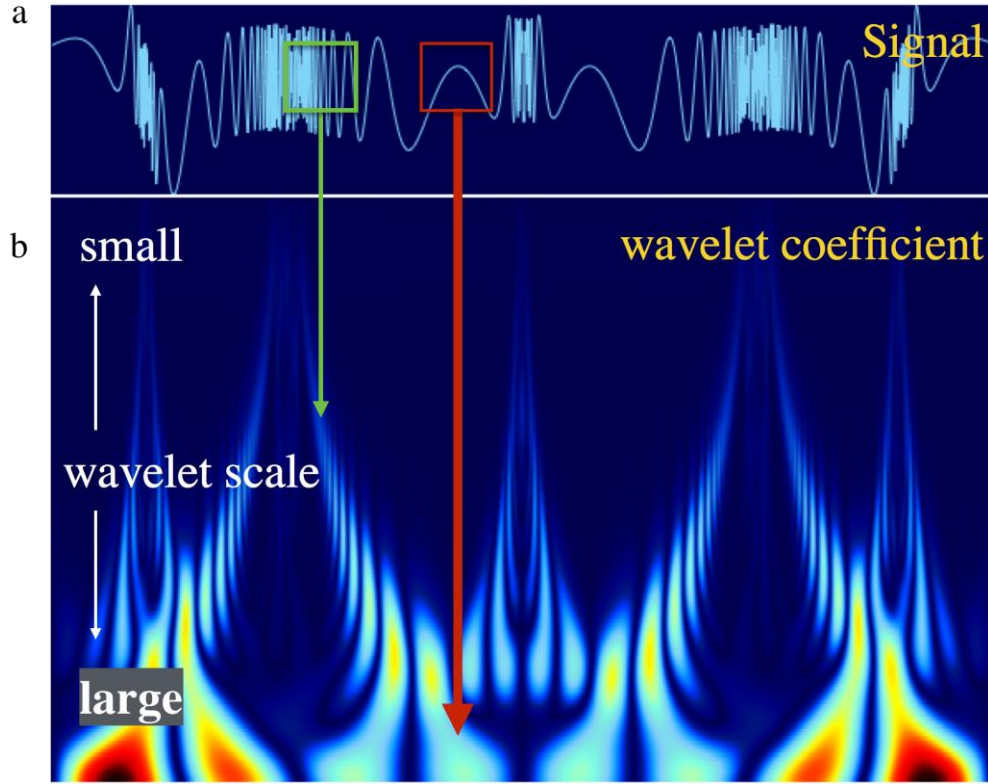 a
Signal
b
small
wavelet coefficient
wavelet scale
large